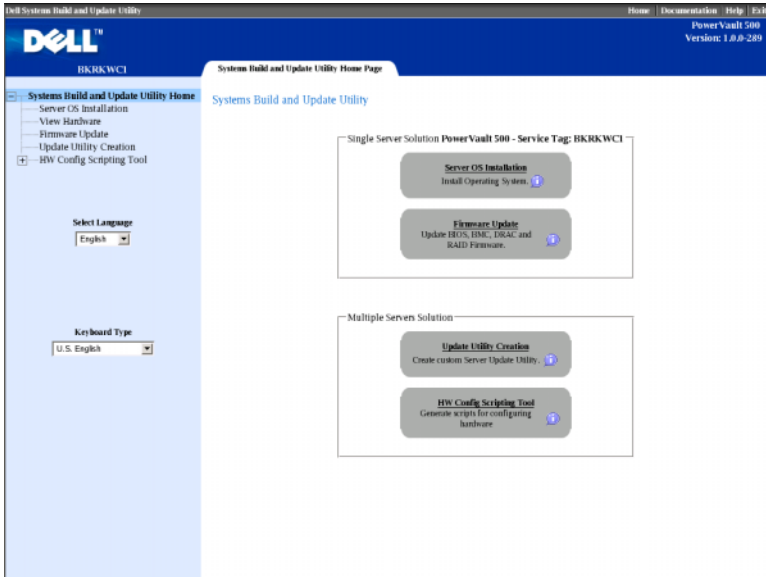 Dell Systems Build and Update Utility
Home Documentation Help Exit
PowerVault 500
Version: 1.0.0-289
DELL™
BKRKWC1
Systems Build and Update Utility Home Page
Systems Build and Update Utility Home
Server OS Installation
View Hardware
Firmware Update
Update Utility Creation
HW Config Scripting Tool
Select Language
English
Keyboard Type
U.S. English
Systems Build and Update Utility
Single Server Solution PowerVault 500 - Service Tag: BKRKWC1
Server OS Installation
Install Operating System.
Firmware Update
Update BIOS, BMC, DRAC and
RAID Firmware.
Multiple Servers Solution
Update Utility Creation
Create custom Server Update Utility.
HW Config Scripting Tool
Generate scripts for configuring
hardware